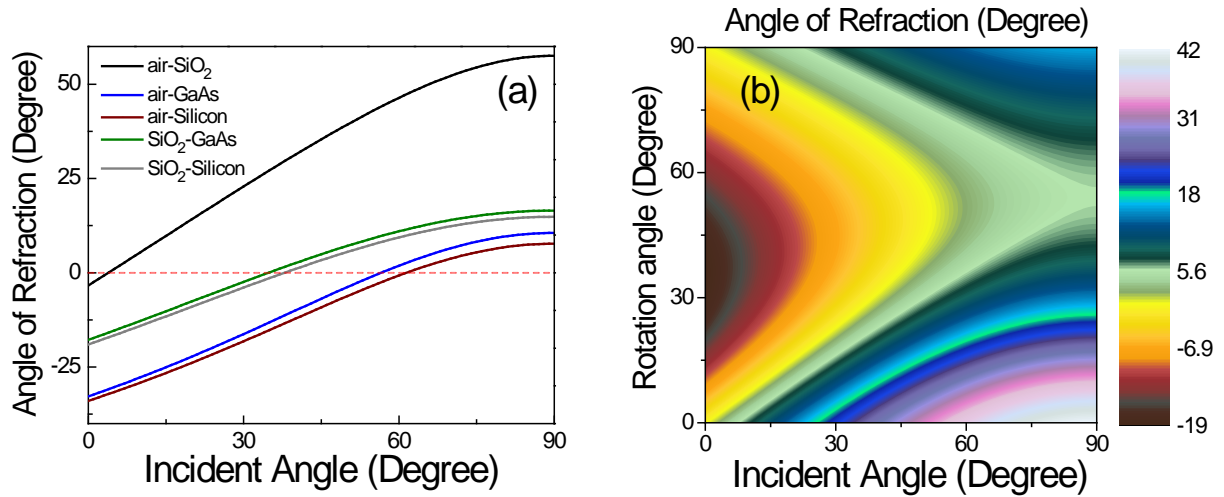 (a)
air-SiO2
air-GaAs
air-Silicon
SiO2-GaAs
SiO2-Silicon
Angle of Refraction (Degree)
50
25
0
-25
0
30
60
90
Incident Angle (Degree)
Angle of Refraction (Degree)
(b)
Rotation angle (Degree)
90
60
30
0
0
30
60
90
Incident Angle (Degree)
42
31
18
5.6
-6.9
-19